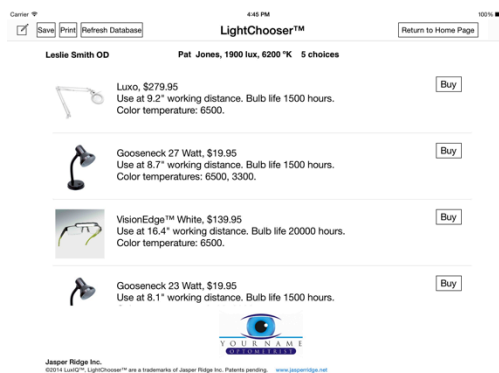 Carrier 4:45 PM 100%
Save Print Refresh Database LightChooser™ Return to Home Page
Leslie Smith OD Pat Jones, 1900 lux, 6200 °K 5 choices
Luxo, $279.95 Buy
Use at 9.2" working distance. Bulb life 1500 hours.
Color temperature: 6500.
Gooseneck 27 Watt, $19.95 Buy
Use at 8.7" working distance. Bulb life 1500 hours.
Color temperatures: 6500, 3300.
VisionEdge™ White, $139.95 Buy
Use at 16.4" working distance. Bulb life 20000 hours.
Color temperature: 6500.
Gooseneck 23 Watt, $19.95 Buy
Use at 8.1" working distance. Bulb life 1500 hours.
YOUR NAME
OPTOMETRIST
Jasper Ridge Inc.
©2014 LuxIQ™, LightChooser™ are a trademarks of Jasper Ridge Inc. Patents pending. www.jasperridge.net